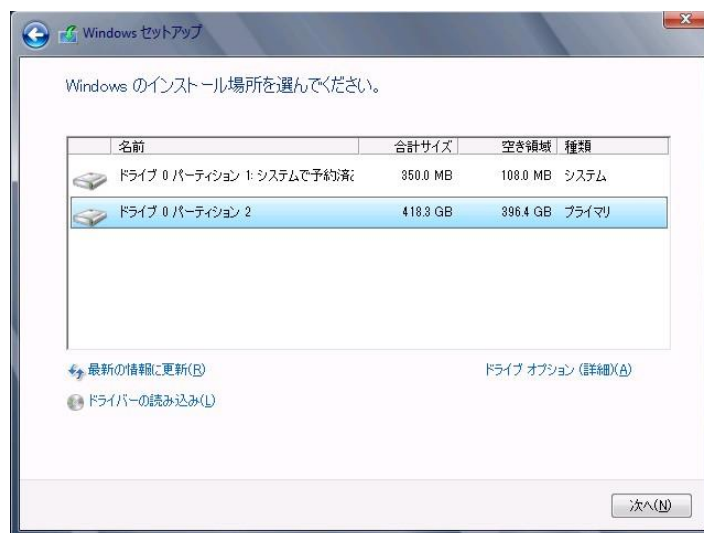 Windows セットアップ
Windows のインストール場所を選んでください。
名前 合計サイズ 空き領域 種類
ドライブ 0 パーティション 1: システムで予約済 350.0 MB 108.0 MB システム
ドライブ 0 パーティション 2 418.3 GB 396.4 GB プライマリ
最新の情報に更新(R) ドライブ オプション (詳細)(A)
ドライバーの読み込み(L)
次へ(N)